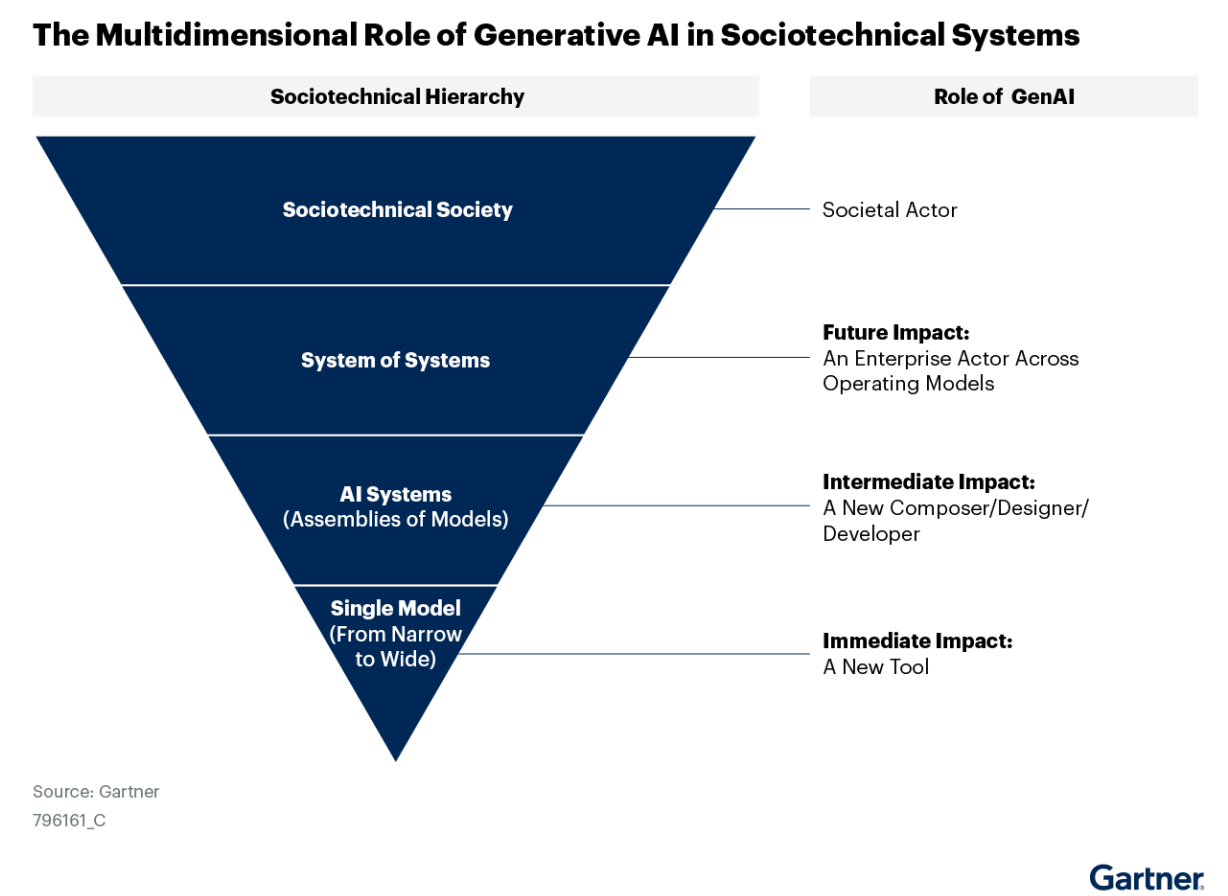 The Multidimensional Role of Generative AI in Sociotechnical Systems
Sociotechnical Hierarchy
Role of GenAI
Sociotechnical Society
Societal Actor
System of Systems
Future Impact:
An Enterprise Actor Across
Operating Models
AI Systems
(Assemblies of Models)
Intermediate Impact:
A New Composer/Designer/
Developer
Single Model
(From Narrow
to Wide)
Immediate Impact:
A New Tool
Source: Gartner
796161_C
Gartner